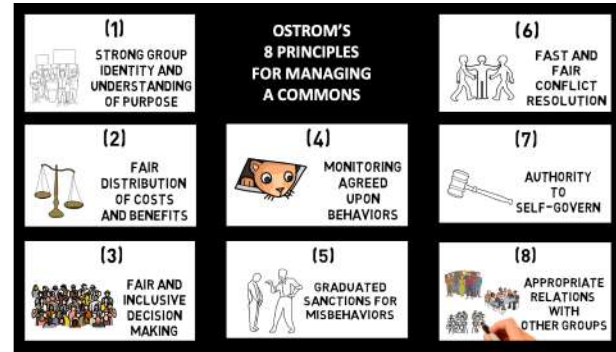 (1)
STRONG GROUP
IDENTITY AND
UNDERSTANDING
OF PURPOSE
(2)
FAIR
DISTRIBUTION
OF COSTS
AND BENEFITS
(3)
FAIR AND
INCLUSIVE
DECISION
MAKING
OSTROM'S
8 PRINCIPLES
FOR MANAGING
A COMMONS
(4)
MONITORING
AGREED
UPON
BEHAVIORS
(5)
GRADUATED
SANCTIONS FOR
MISBEHAVIORS
(6)
FAST AND
FAIR
CONFLICT
RESOLUTION
(7)
AUTHORITY
TO
SELF-GOVERN
(8)
APPROPRIATE
RELATIONS
WITH
OTHER GROUPS